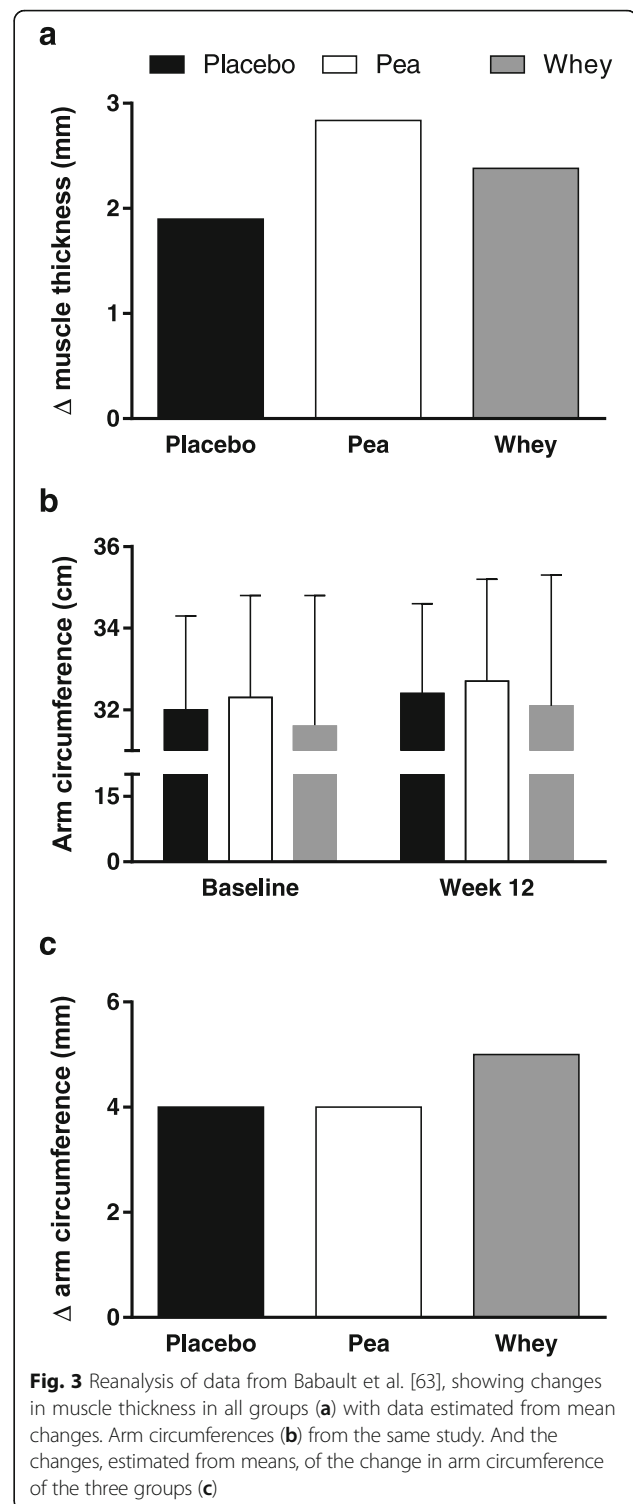 a
Placebo Pea Whey
Δ muscle thickness (mm)
3
2
1
0
Placebo Pea Whey
b
Arm circumference (cm)
36
34
32
15
0
Baseline Week 12
c
Δ arm circumference (mm)
6
4
2
0
Placebo Pea Whey
Fig. 3 Reanalysis of data from Babault et al. [63], showing changes
in muscle thickness in all groups (a) with data estimated from mean
changes. Arm circumferences (b) from the same study. And the
changes, estimated from means, of the change in arm circumference
of the three groups (c)